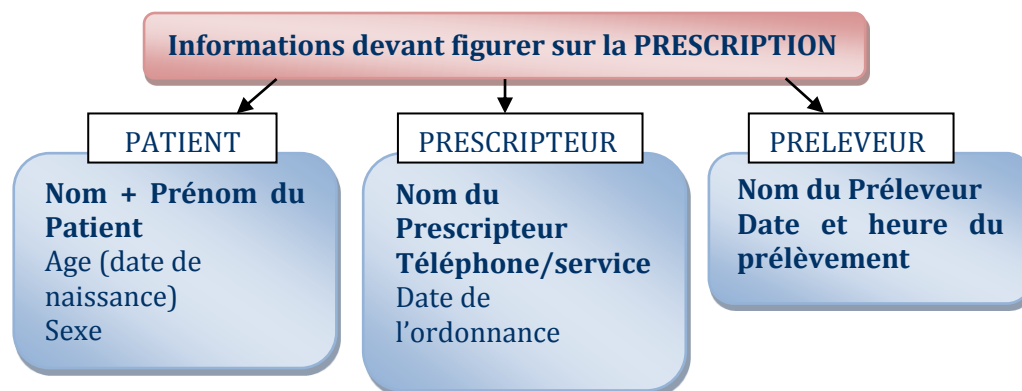 Informations devant figurer sur la PRESCRIPTION
PATIENT
Nom + Prénom du
Patient
Age (date de
naissance)
Sexe
PRESCRIPTEUR
Nom du
Prescripteur
Téléphone/service
Date de
l’ordonnance
PRELEVEUR
Nom du Préleveur
Date et heure du
prélèvement